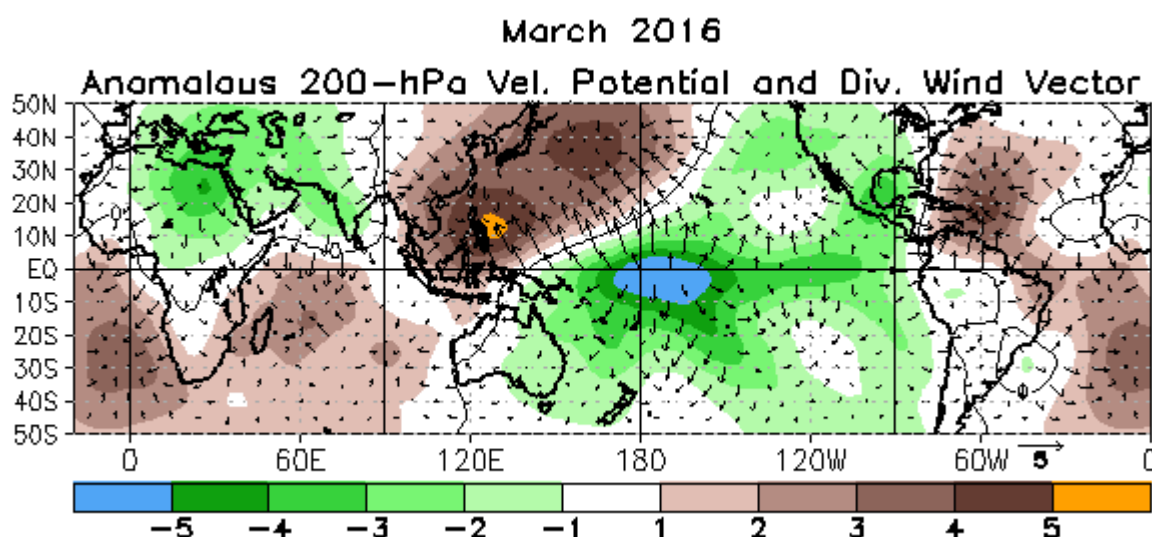 March 2016
Anamalaus 200-hPa Vel. Potential and Div. Wind Vector
50N
40N
30N
20N
10N
EQ
10S
20S
30S
40S
50S
0 60E 120E 180 120W 60W 5 0
-5 -4 -3 -2 -1 1 2 3 4 5